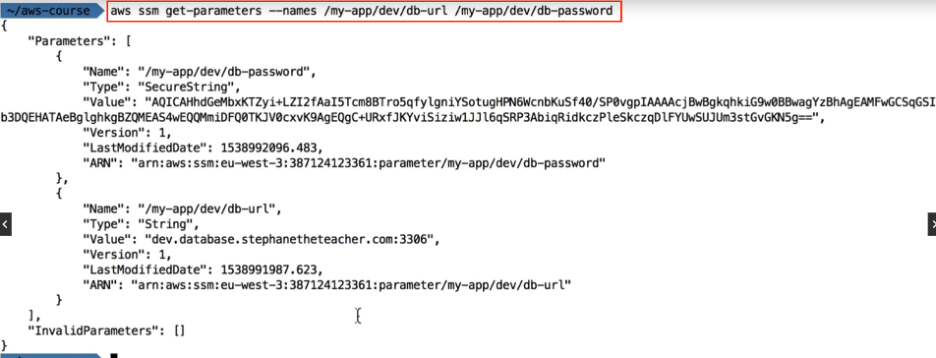 ~/aws-course aws ssm get-parameters --names /my-app/dev/db-url /my-app/dev/db-password
{
    "Parameters": [
        {
            "Name": "/my-app/dev/db-password",
            "Type": "SecureString",
            "Value": "AQICAHhdGeMbxKTZyi+LZI2fAaI5Tcm8BTro5qfylgniYSotugHPN6WcnbKuSf40/SP0vgpIAAAAcjBwBgkqhkiG9w0BBwagYzBhAgEAMFwGCSqGSI
b3DQEHATAeBglghkgBZQMEAS4wEQQMmiDFQ0TKJV0cxvK9AgEQgC+URxfJKYviSiziw1JJl6qSRP3AbiqRidkczPleSkczqDlFYUwSUJUm3stGvGKN5g==",
            "Version": 1,
            "LastModifiedDate": 1538992096.483,
            "ARN": "arn:aws:ssm:eu-west-3:387124123361:parameter/my-app/dev/db-password"
        },
        {
            "Name": "/my-app/dev/db-url",
            "Type": "String",
            "Value": "dev.database.stephanetheteacher.com:3306",
            "Version": 1,
            "LastModifiedDate": 1538991987.623,
            "ARN": "arn:aws:ssm:eu-west-3:387124123361:parameter/my-app/dev/db-url"
        }
    ],
    "InvalidParameters": []
}